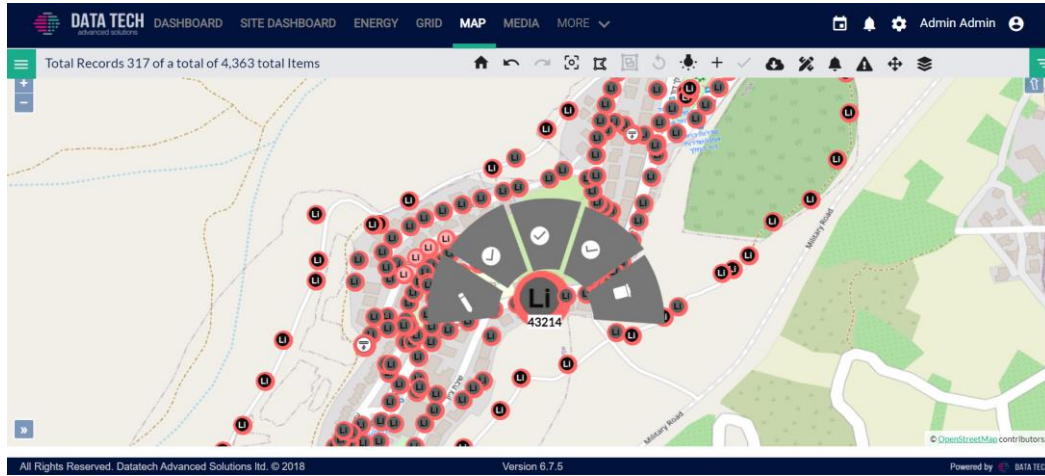 DATA TECH
advanced solutions
DASHBOARD SITE DASHBOARD ENERGY GRID MAP MEDIA MORE
Admin Admin
Total Records 317 of a total of 4,363 total Items
Li
43214
Military Road
Military Road
שיבת ציון
© OpenStreetMap contributors
All Rights Reserved. Datatech Advanced Solutions ltd. © 2018
Version 6.7.5
Powered by DATA TEC